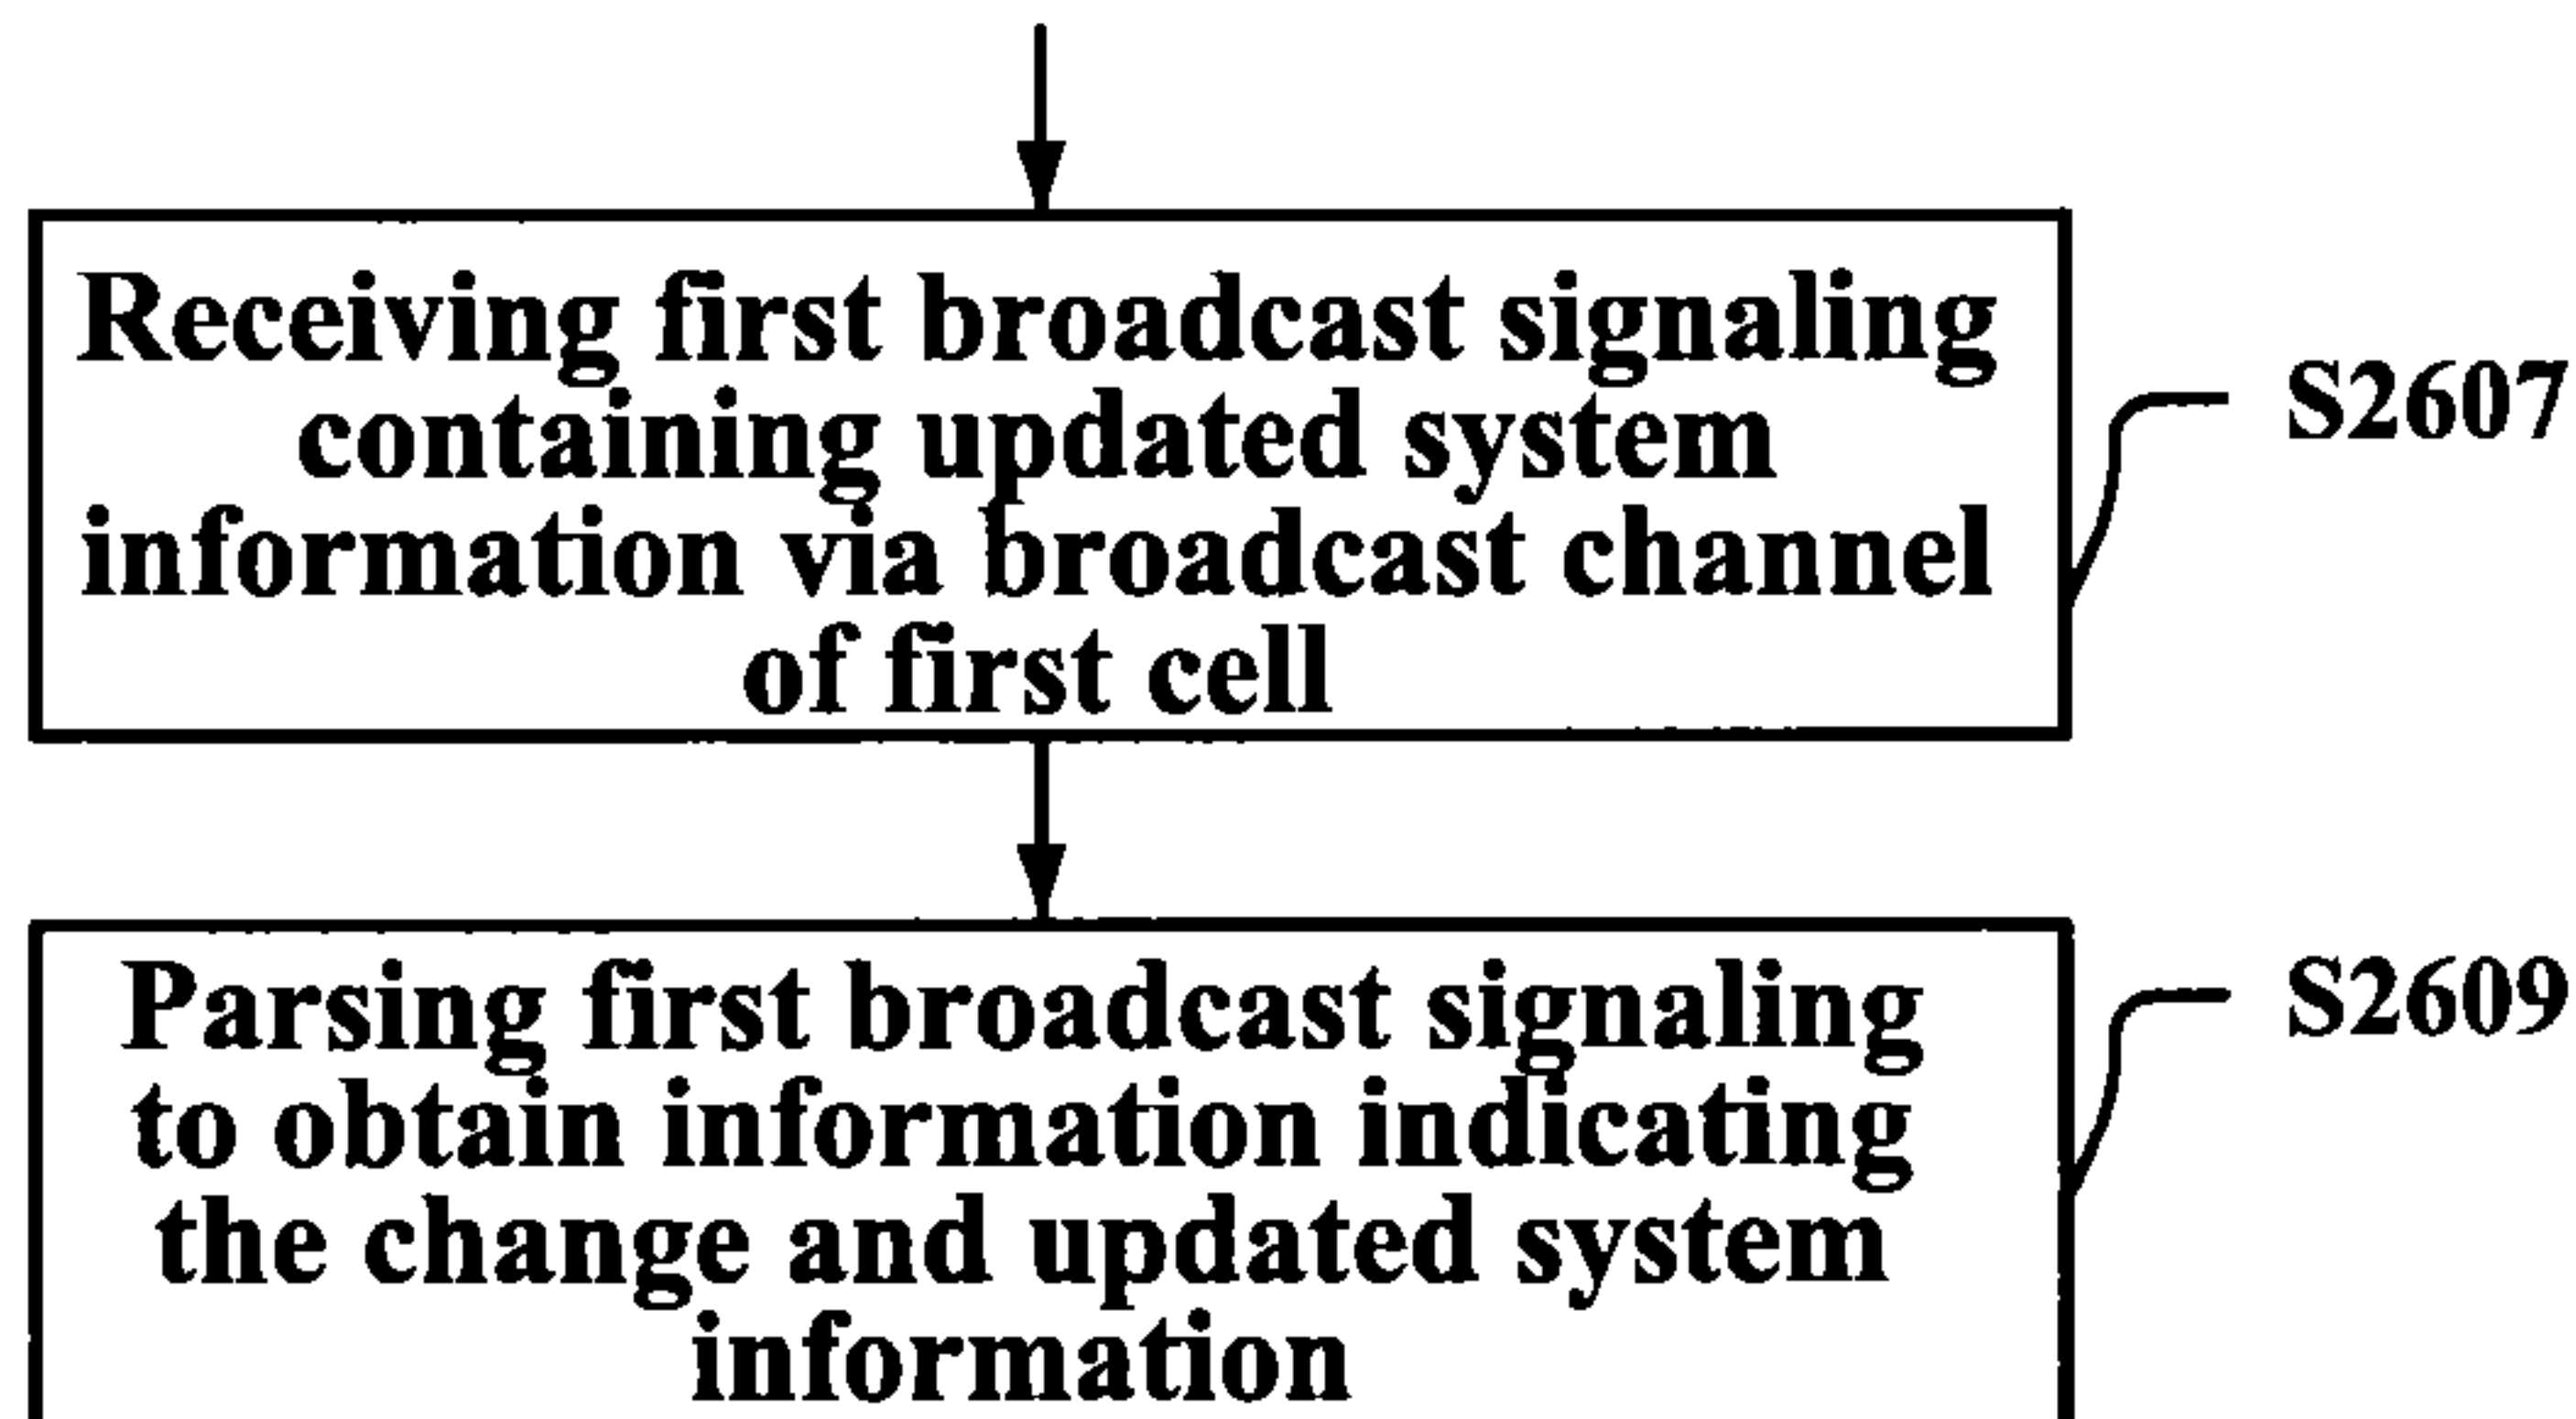 Receiving first broadcast signaling
containing updated system
information via broadcast channel
of first cell
S2607
Parsing first broadcast signaling
to obtain information indicating
the change and updated system
information
S2609